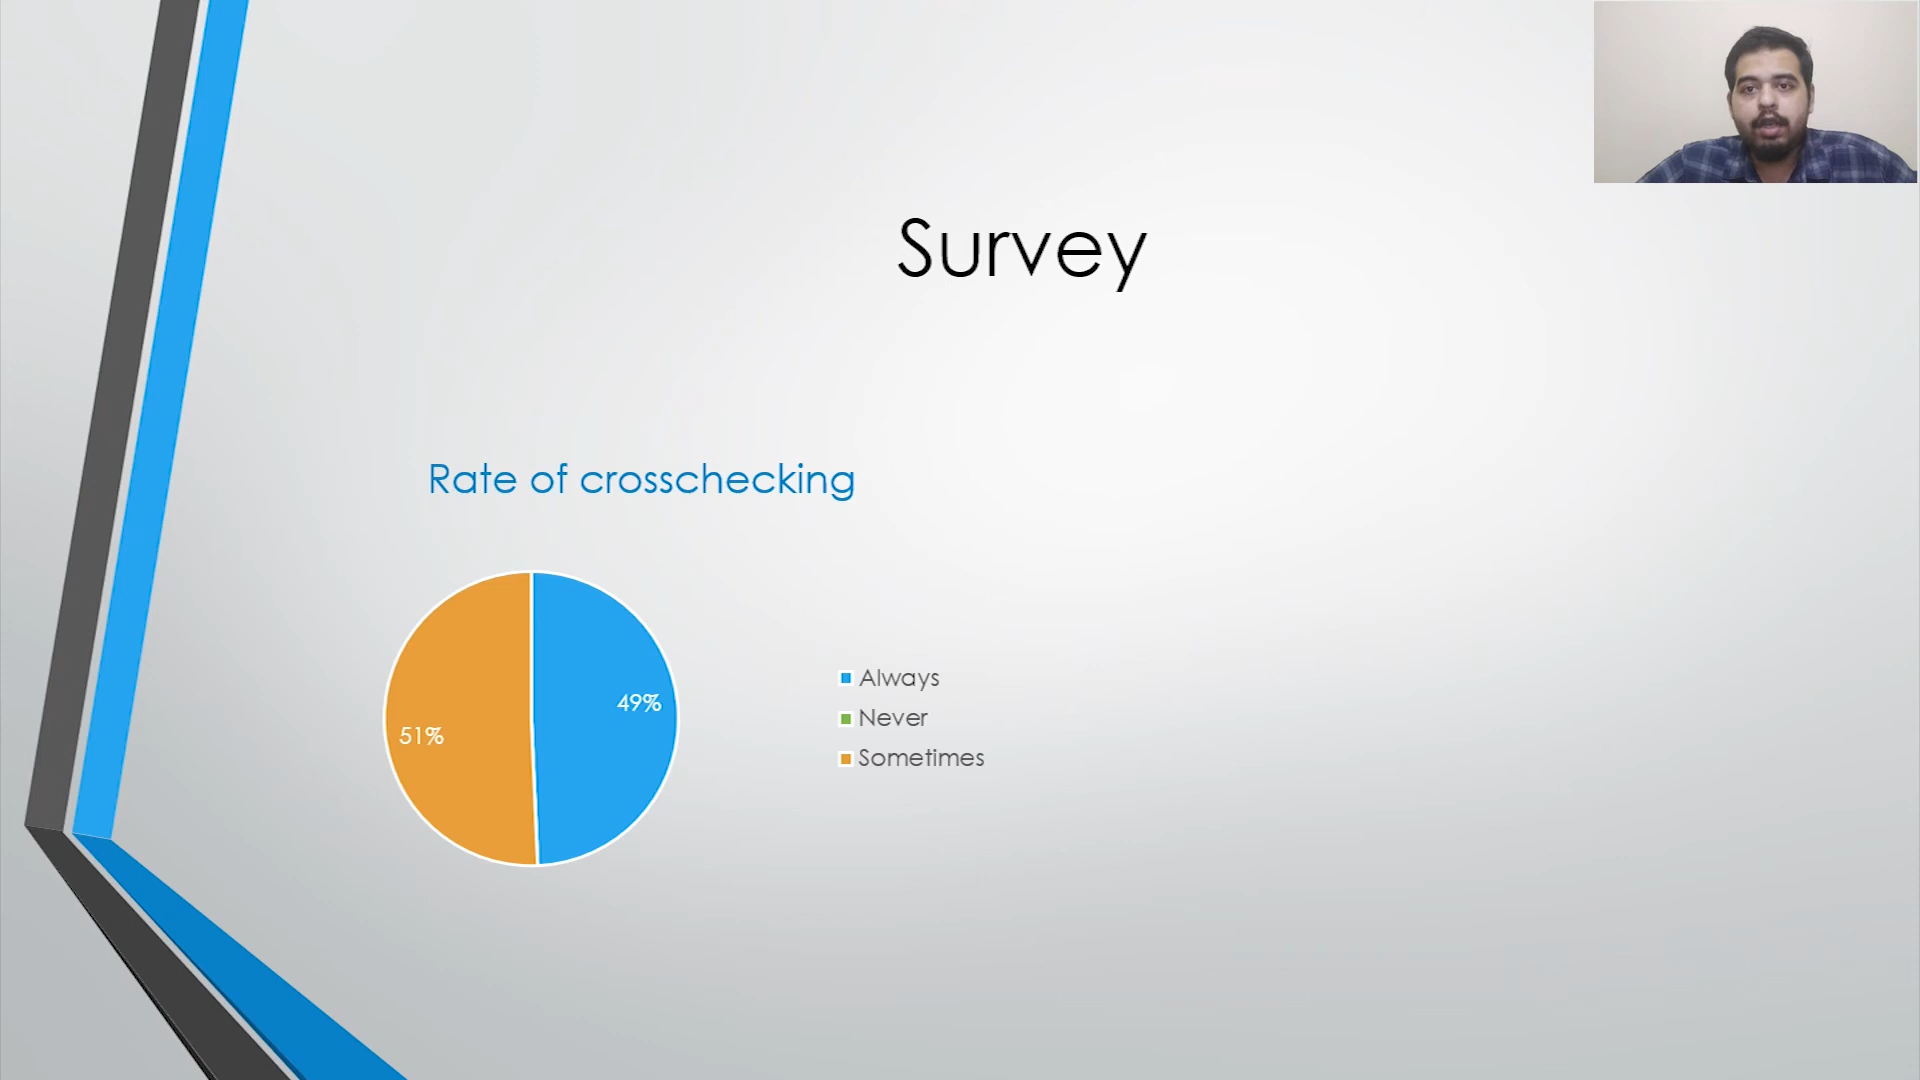 Survey
Rate of crosschecking
49%
51%
Always
Never
Sometimes